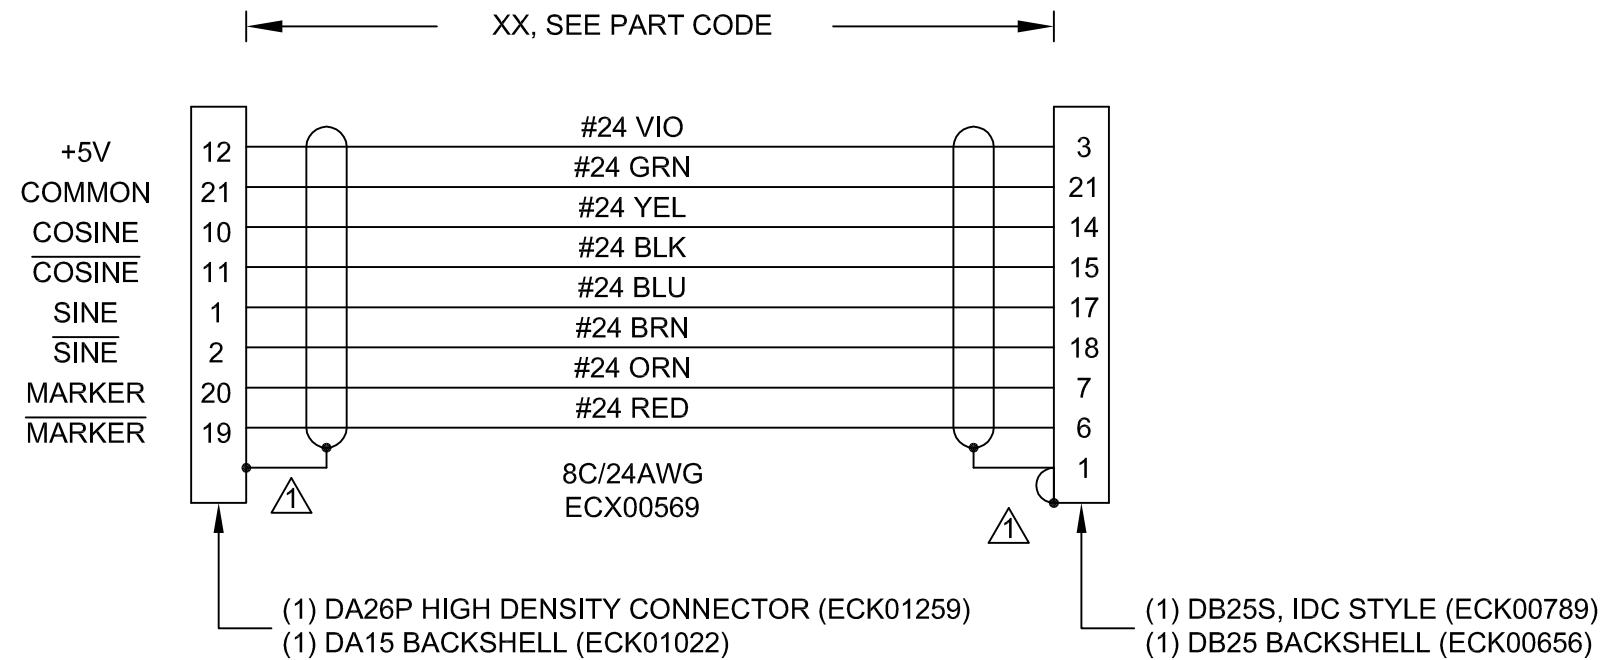 XX, SEE PART CODE
+5V 12 #24 VIO 3
COMMON 21 #24 GRN 21
COSINE 10 #24 YEL 14
COSINE 11 #24 BLK 15
SINE 1 #24 BLU 17
SINE 2 #24 BRN 18
MARKER 20 #24 ORN 7
MARKER 19 #24 RED 6
1
8C/24AWG
ECX00569
1
1
(1) DA26P HIGH DENSITY CONNECTOR (ECK01259)
(1) DA15 BACKSHELL (ECK01022)
(1) DB25S, IDC STYLE (ECK00789)
(1) DB25 BACKSHELL (ECK00656)